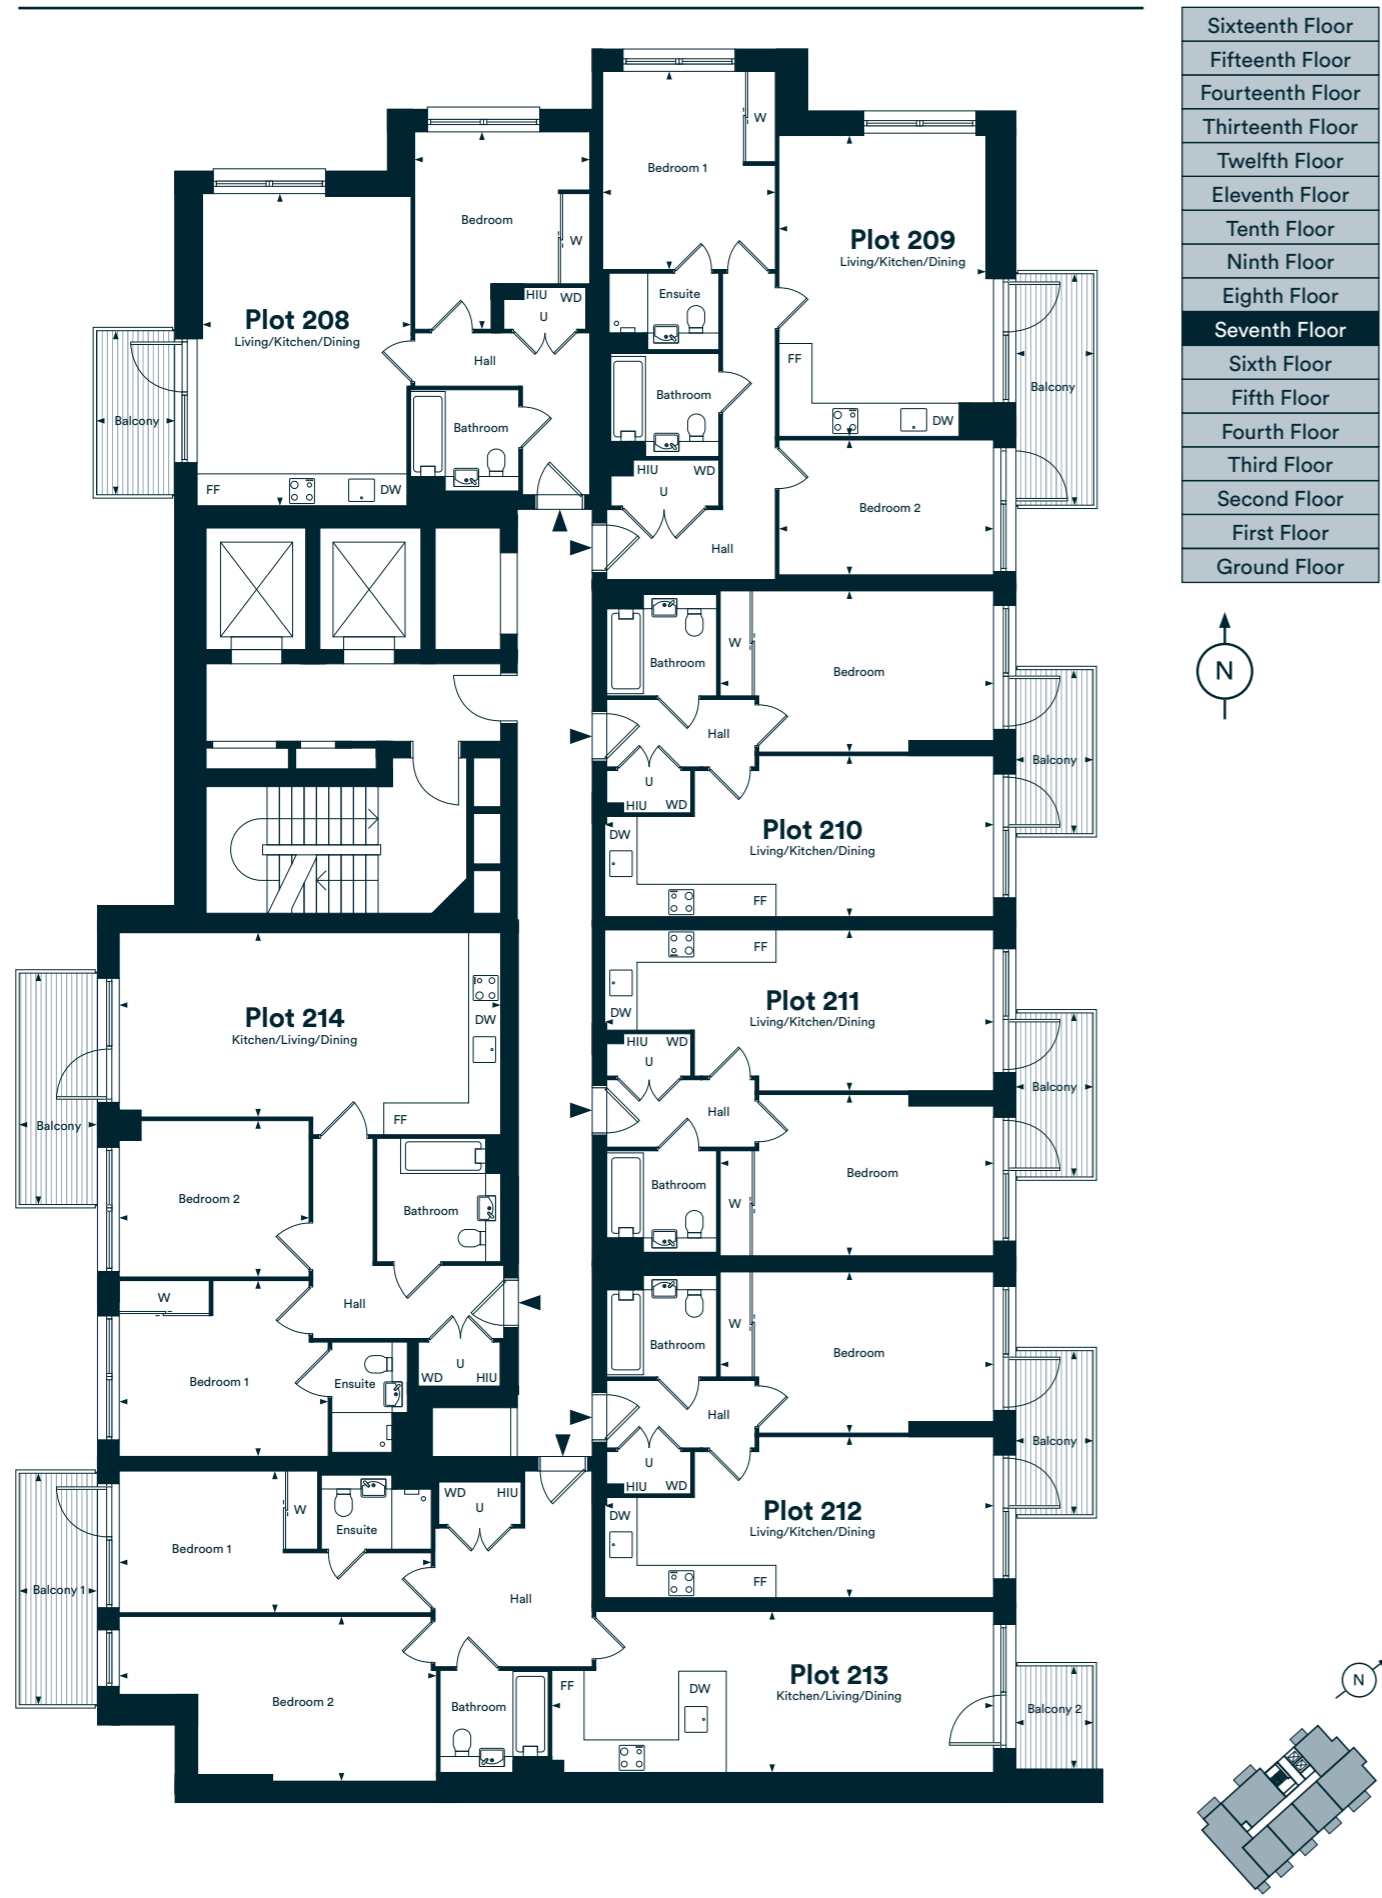 Sixteenth Floor
Fifteenth Floor
Fourteenth Floor
Thirteenth Floor
Twelfth Floor
Eleventh Floor
Tenth Floor
Ninth Floor
Eighth Floor
Seventh Floor
Sixth Floor
Fifth Floor
Fourth Floor
Third Floor
Second Floor
First Floor
Ground Floor
N
Plot 208
Living/Kitchen/Dining
Balcony
FF
DW
Bedroom
W
HIU
WD
U
Hall
Bathroom
Bedroom 1
W
Plot 209
Living/Kitchen/Dining
Ensuite
FF
DW
Balcony
Bathroom
HIU
WD
U
Hall
Bedroom 2
Bathroom
W
Bedroom
Hall
U
HIU
WD
DW
Plot 210
Living/Kitchen/Dining
FF
Balcony
FF
Plot 211
Living/Kitchen/Dining
DW
HIU
WD
U
Hall
Balcony
Bathroom
W
Bedroom
Bathroom
W
Bedroom
Hall
U
HIU
WD
DW
Plot 212
Living/Kitchen/Dining
FF
Balcony
Plot 214
Kitchen/Living/Dining
DW
FF
Balcony
Bedroom 2
Bathroom
Hall
W
Bedroom 1
Ensuite
U
WD
HIU
Bedroom 1
W
Ensuite
WD
HIU
U
Balcony 1
Hall
Bedroom 2
Bathroom
FF
DW
Plot 213
Kitchen/Living/Dining
Balcony 2
N